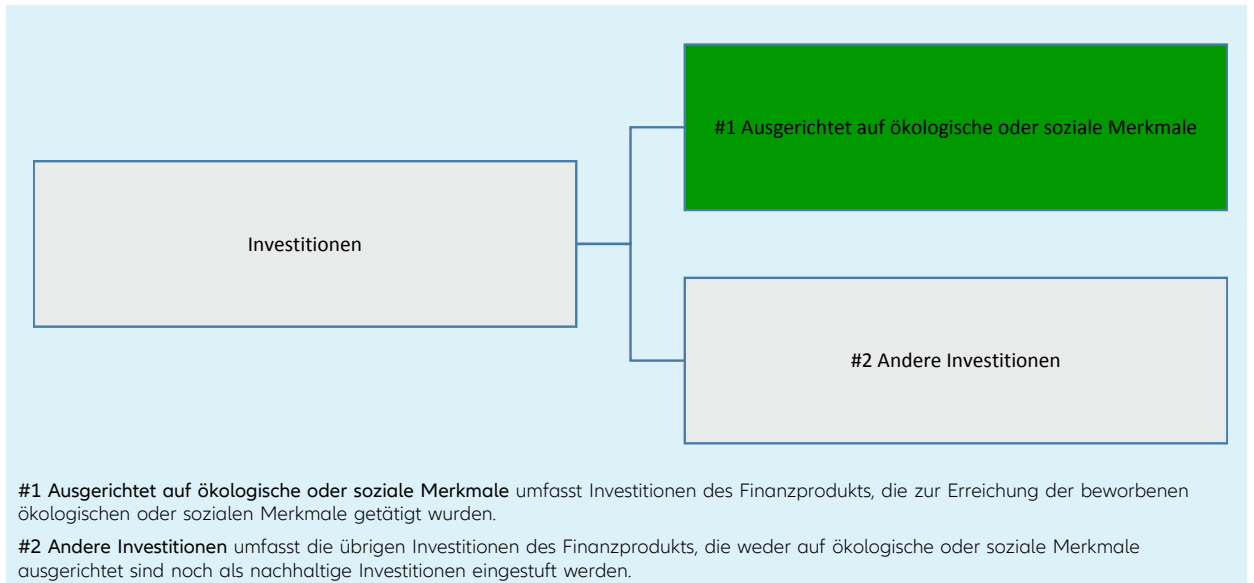 #1 Ausgerichtet auf ökologische oder soziale Merkmale
Investitionen
#2 Andere Investitionen
#1 Ausgerichtet auf ökologische oder soziale Merkmale umfasst Investitionen des Finanzprodukts, die zur Erreichung der beworbenen
ökologischen oder sozialen Merkmale getätigt wurden.
#2 Andere Investitionen umfasst die übrigen Investitionen des Finanzprodukts, die weder auf ökologische oder soziale Merkmale
ausgerichtet sind noch als nachhaltige Investitionen eingestuft werden.